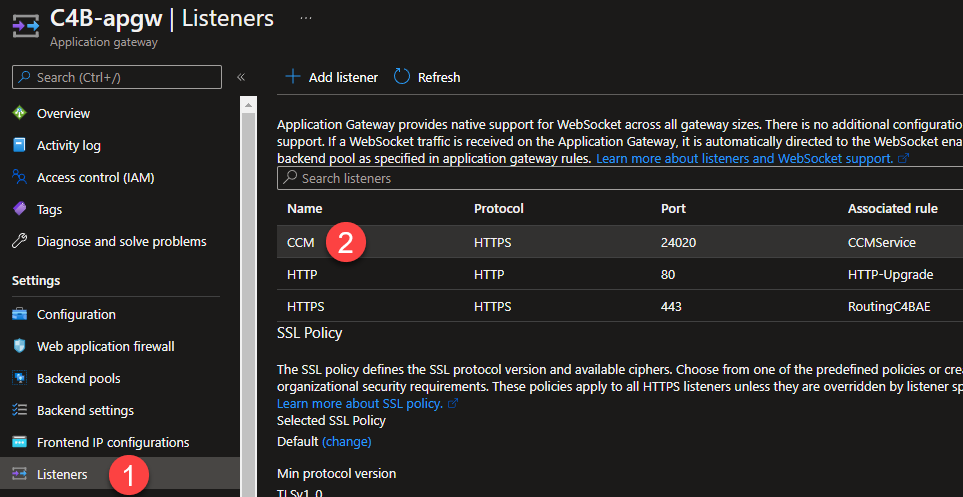 C4B-apgw | Listeners ...
Application gateway
Search (Ctrl+/) «
Overview
Activity log
Access control (IAM)
Tags
Diagnose and solve problems
Settings
Configuration
Web application firewall
Backend pools
Backend settings
Frontend IP configurations
Listeners 1
+ Add listener Refresh
Application Gateway provides native support for WebSocket across all gateway sizes. There is no additional configuratio
support. If a WebSocket traffic is received on the Application Gateway, it is automatically directed to the WebSocket ena
backend pool as specified in application gateway rules. Learn more about listeners and WebSocket support.
Search listeners
Name Protocol Port Associated rule
CCM 2 HTTPS 24020 CCMService
HTTP HTTP 80 HTTP-Upgrade
HTTPS HTTPS 443 RoutingC4BAE
SSL Policy
The SSL policy defines the SSL protocol version and available ciphers. Choose from one of the predefined policies or cre
organizational security requirements. These policies apply to all HTTPS listeners unless they are overridden by listener sp
Learn more about SSL policy.
Selected SSL Policy
Default (change)
Min protocol version
TLSv1_0